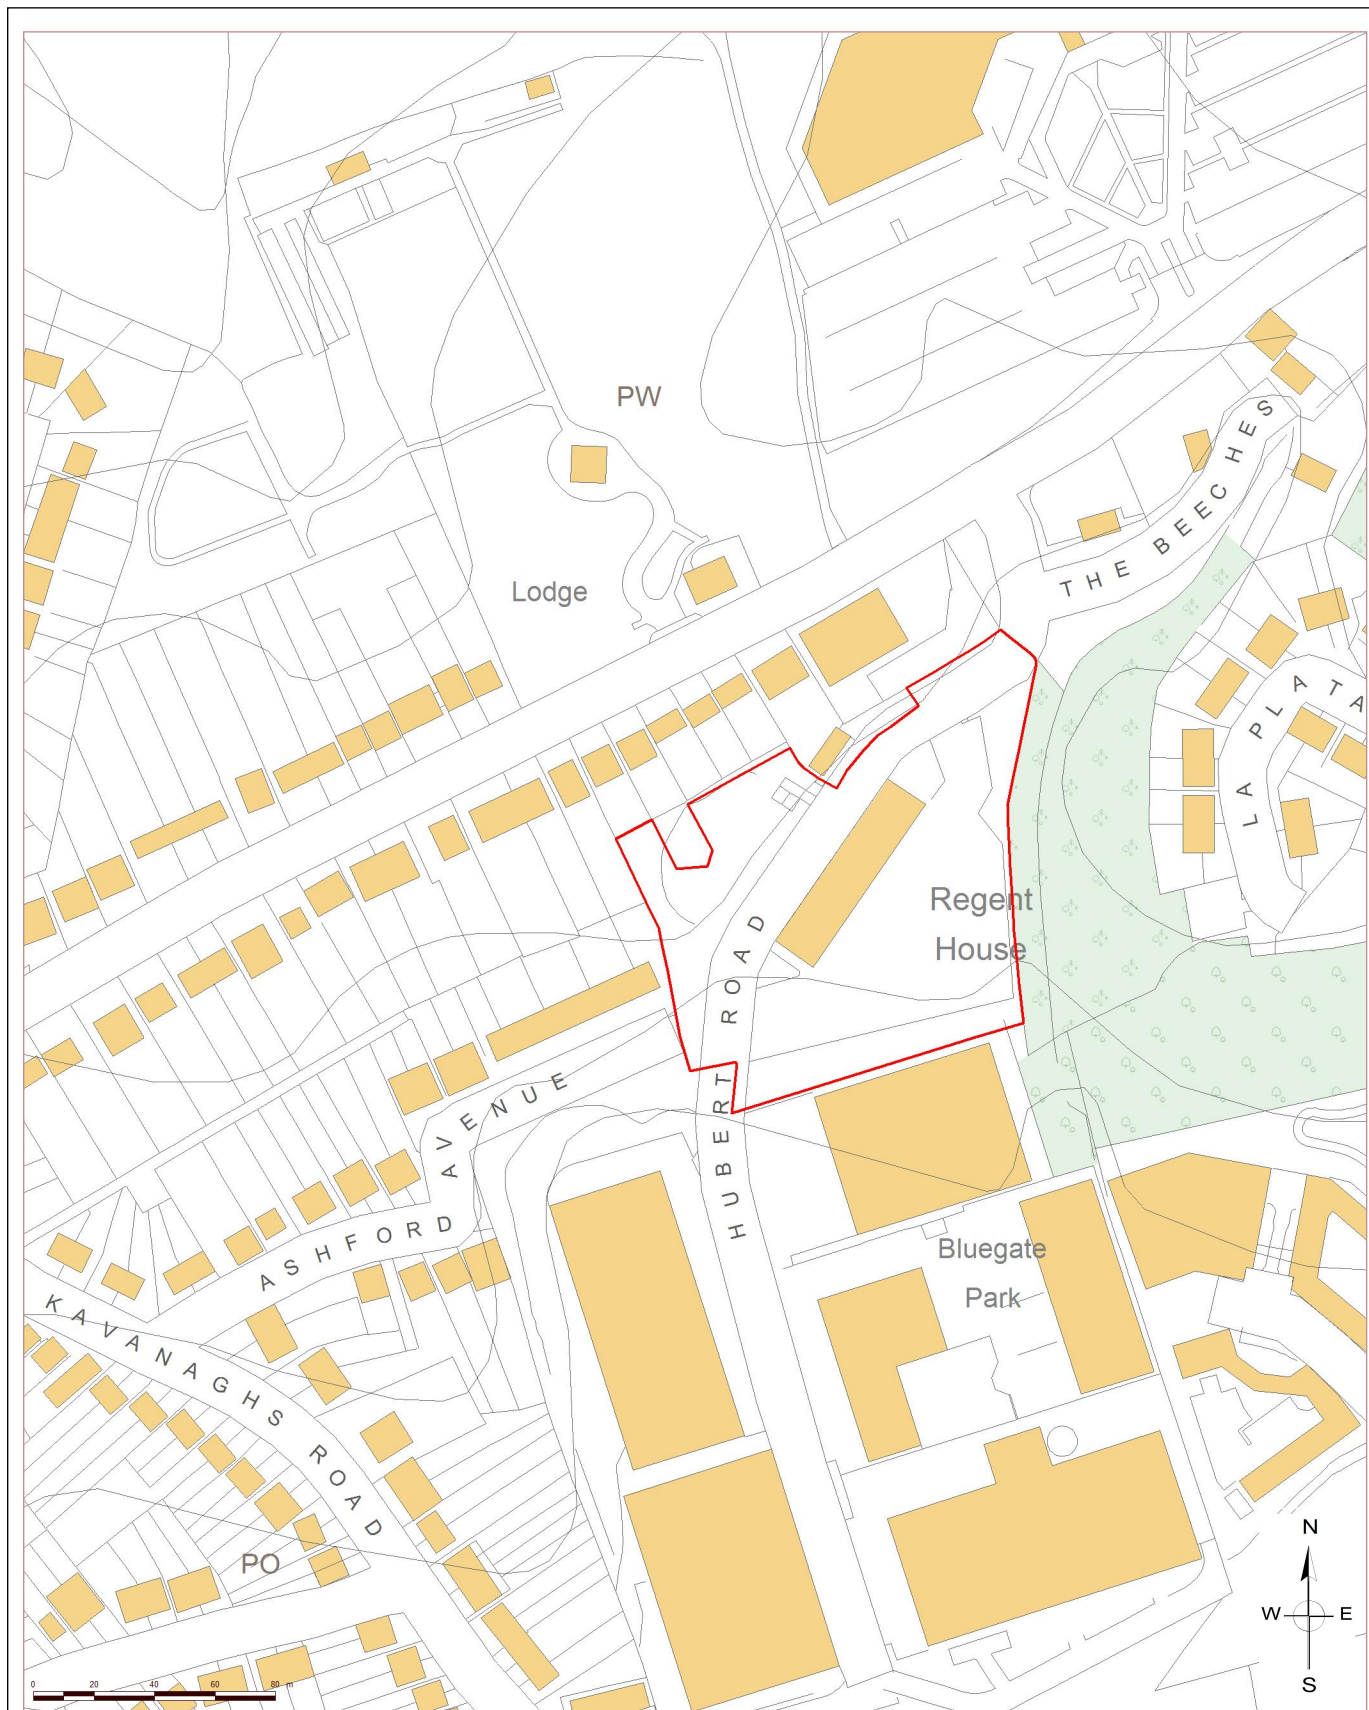 PW
THE BEECHES
Lodge
LA PLATA
Regent
House
HUBERT ROAD
ASHFORD AVENUE
Bluegate
Park
KAVANAGHS ROAD
PO
N
W E
S
0 20 40 60 80 m